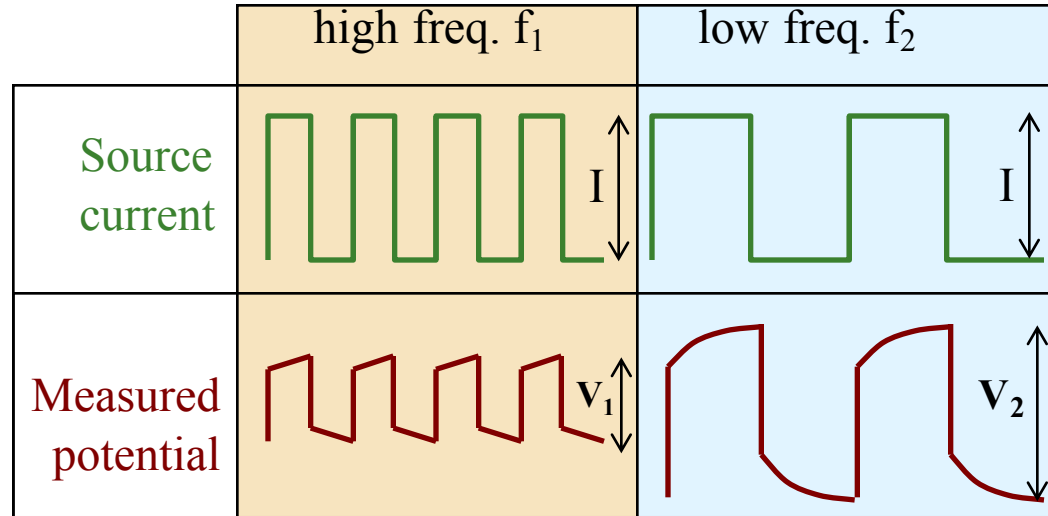 high freq. f₁
low freq. f₂
Source
current
I
I
Measured
potential
V₁
V₂